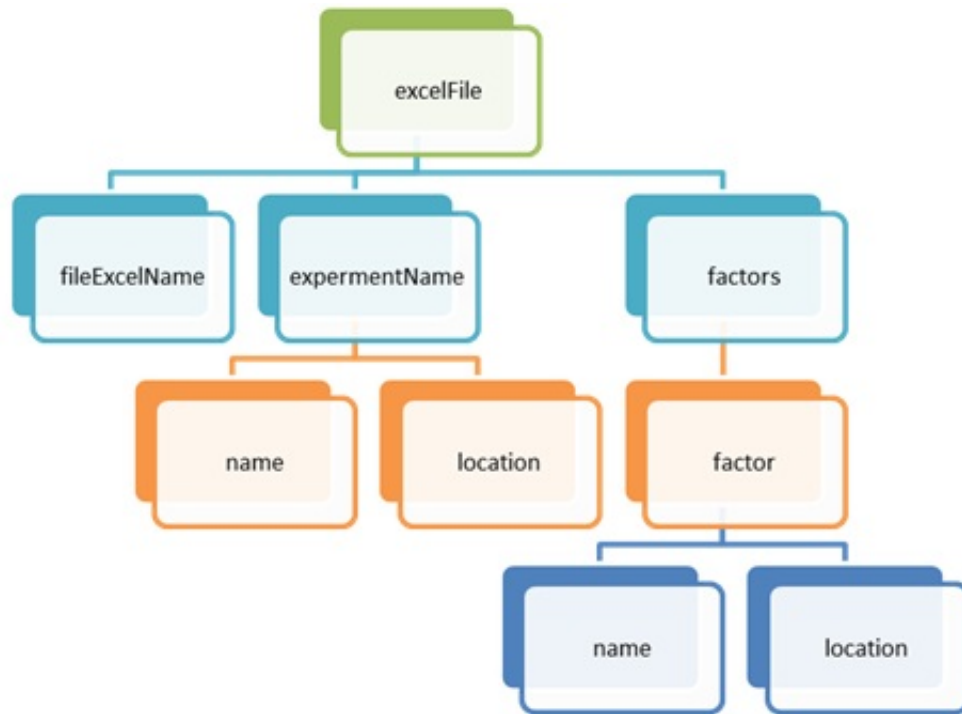 excelFile
fileExcelName
expermentName
factors
name
location
factor
name
location